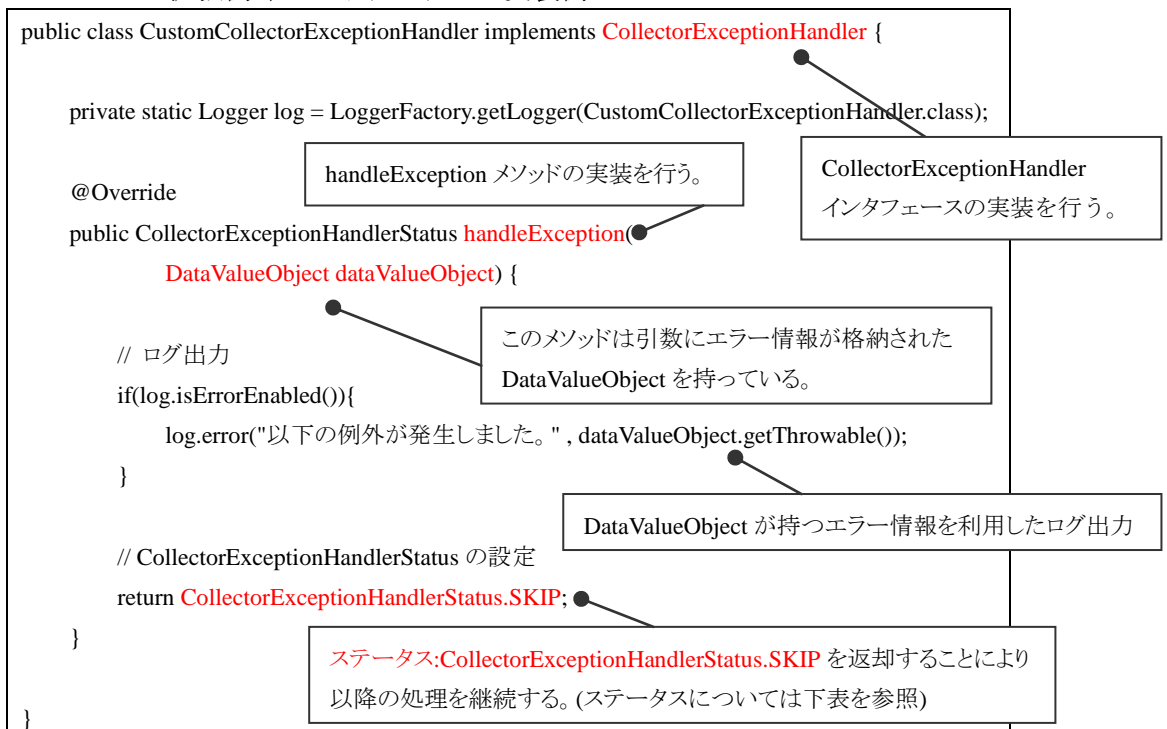 public class CustomCollectorExceptionHandler implements CollectorExceptionHandler {
private static Logger log = LoggerFactory.getLogger(CustomCollectorExceptionHandler.class);
handleException メソッドの実装を行う。
CollectorExceptionHandler
インタフェースの実装を行う。
@Override
public CollectorExceptionHandlerStatus handleException(
DataValueObject dataValueObject) {
このメソッドは引数にエラー情報が格納された
DataValueObject を持っている。
// ログ出力
if(log.isErrorEnabled()){
log.error("以下の例外が発生しました。" , dataValueObject.getThrowable());
}
DataValueObject が持つエラー情報を利用したログ出力
// CollectorExceptionHandlerStatus の設定
return CollectorExceptionHandlerStatus.SKIP;
}
ステータス:CollectorExceptionHandlerStatus.SKIP を返却することにより
以降の処理を継続する。(ステータスについては下表を参照)
}